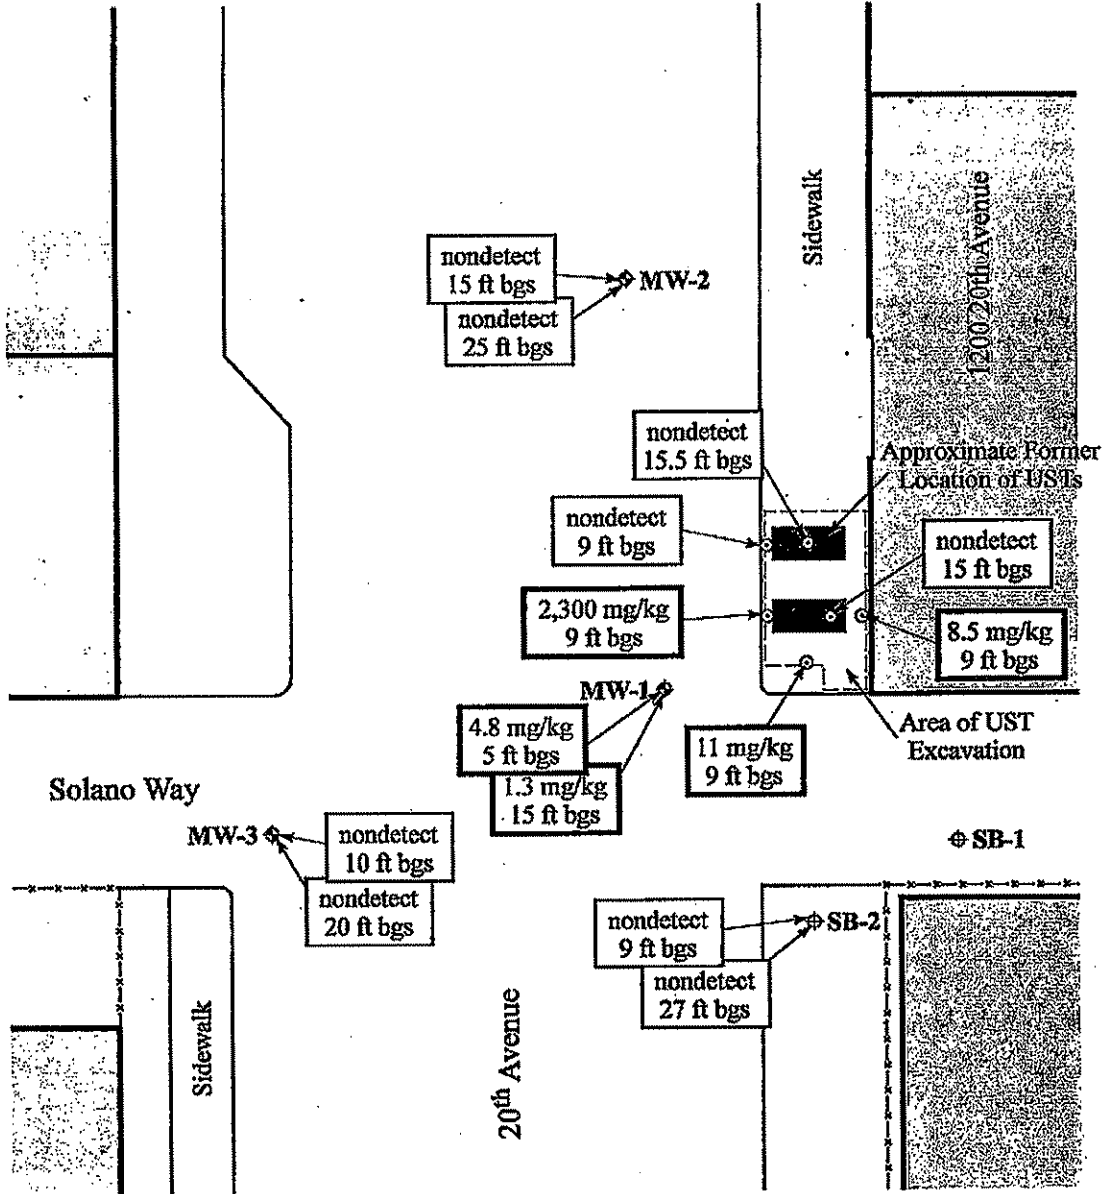 Sidewalk
1200 20th Avenue
nondetect
15 ft bgs
MW-2
nondetect
25 ft bgs
nondetect
15.5 ft bgs
Approximate Former
Location of USTs
nondetect
9 ft bgs
nondetect
15 ft bgs
2,300 mg/kg
9 ft bgs
8.5 mg/kg
9 ft bgs
MW-1
4.8 mg/kg
5 ft bgs
1.3 mg/kg
15 ft bgs
11 mg/kg
9 ft bgs
Area of UST
Excavation
Solano Way
MW-3
nondetect
10 ft bgs
nondetect
20 ft bgs
SB-1
nondetect
9 ft bgs
SB-2
nondetect
27 ft bgs
Sidewalk
20th Avenue